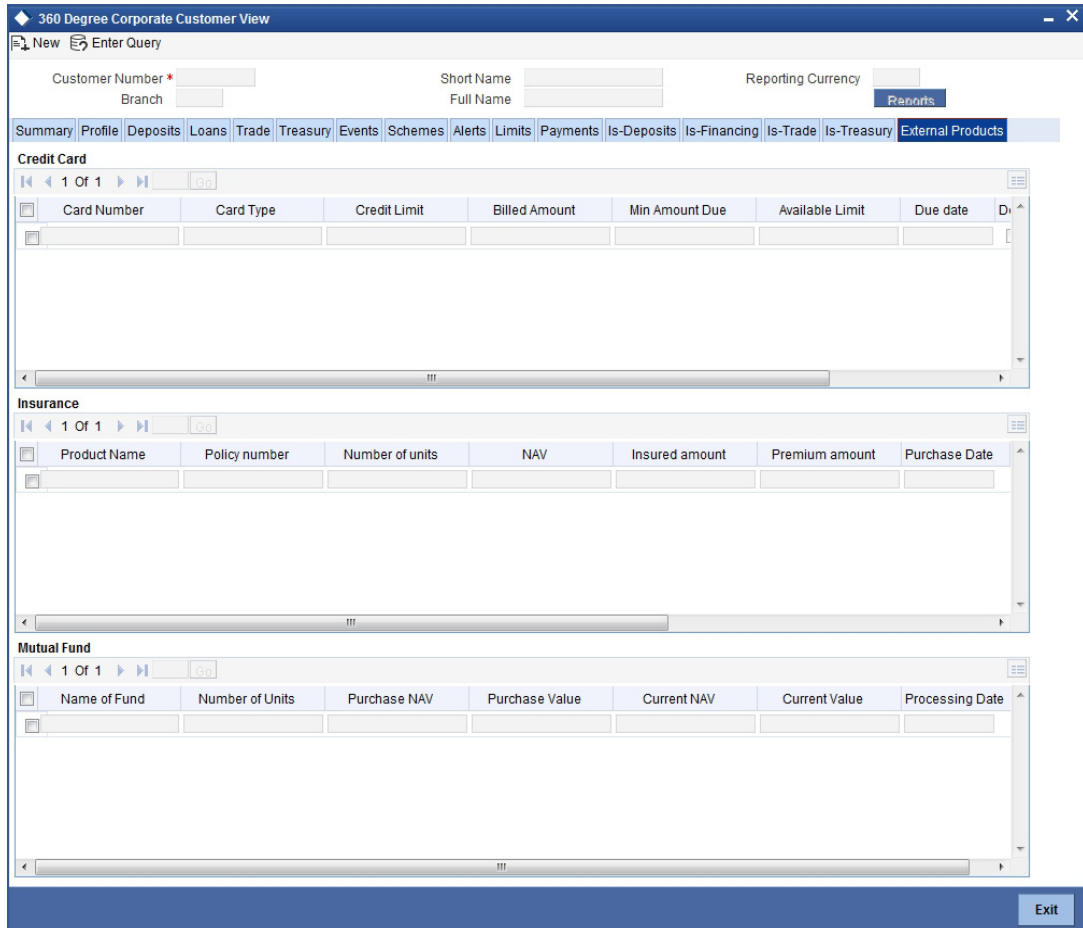 360 Degree Corporate Customer View
New Enter Query
Customer Number * Short Name Reporting Currency
Branch Full Name Reports
Summary Profile Deposits Loans Trade Treasury Events Schemes Alerts Limits Payments Is-Deposits Is-Financing Is-Trade Is-Treasury External Products
Credit Card
1 Of 1 Go
Card Number Card Type Credit Limit Billed Amount Min Amount Due Available Limit Due date
Insurance
1 Of 1 Go
Product Name Policy number Number of units NAV Insured amount Premium amount Purchase Date
Mutual Fund
1 Of 1 Go
Name of Fund Number of Units Purchase NAV Purchase Value Current NAV Current Value Processing Date
Exit